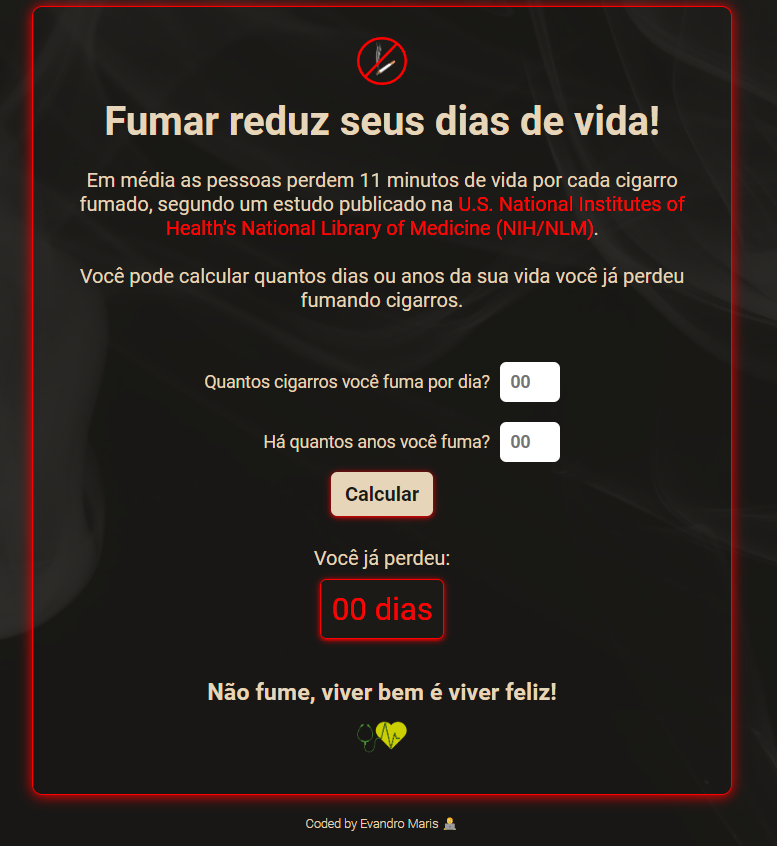 Fumar reduz seus dias de vida!
Em média as pessoas perdem 11 minutos de vida por cada cigarro
fumado, segundo um estudo publicado na U.S. National Institutes of
Health's National Library of Medicine (NIH/NLM).
Você pode calcular quantos dias ou anos da sua vida você já perdeu
fumando cigarros.
Quantos cigarros você fuma por dia? 00
Há quantos anos você fuma? 00
Calcular
Você já perdeu:
00 dias
Não fume, viver bem é viver feliz!
Coded by Evandro Maris